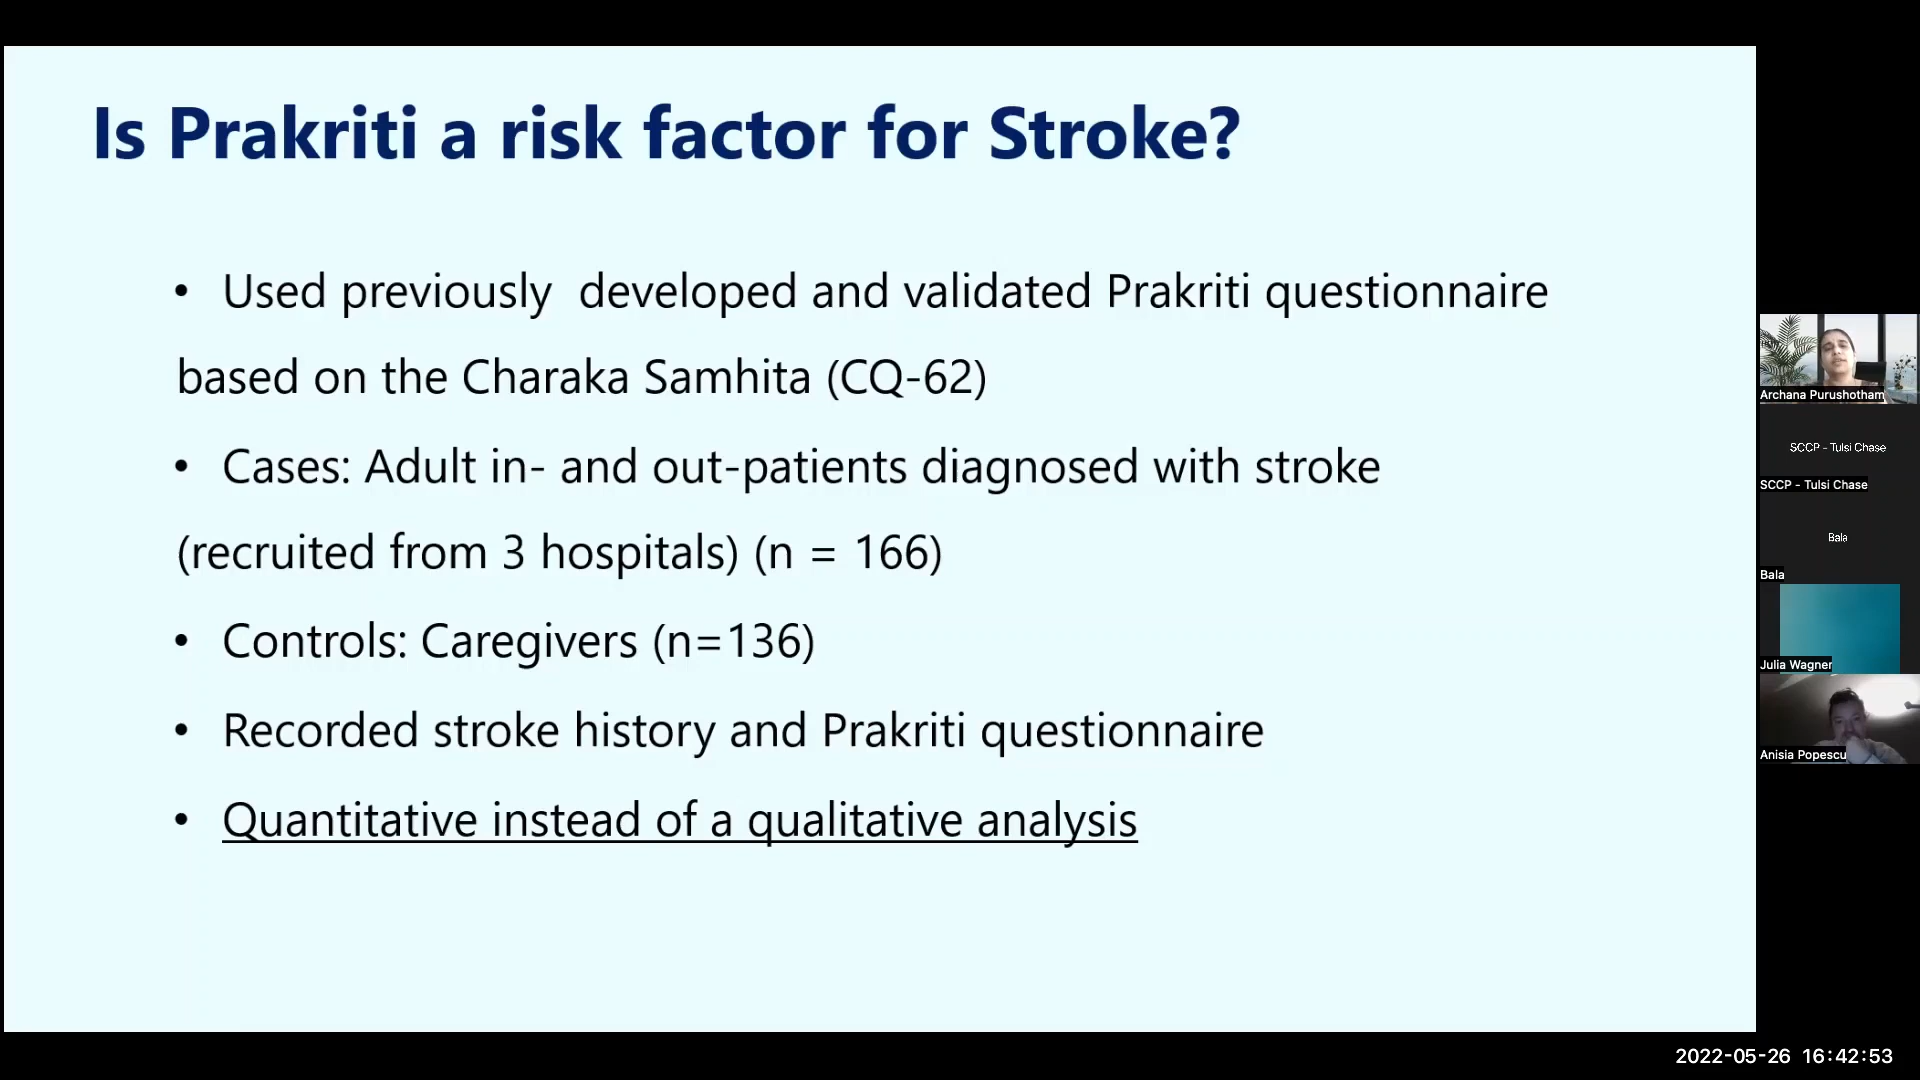 Is Prakriti a risk factor for Stroke?
• Used previously developed and validated Prakriti questionnaire
based on the Charaka Samhita (CQ-62)
• Cases: Adult in- and out-patients diagnosed with stroke
(recruited from 3 hospitals) (n = 166)
• Controls: Caregivers (n=136)
• Recorded stroke history and Prakriti questionnaire
• Quantitative instead of a qualitative analysis
Archana Purushotham
SCCP - Tulsi Chase
SCCP - Tulsi Chase
Bala
Bala
Julia Wagner
Anisia Popescu
2022-05-26 16:42:53